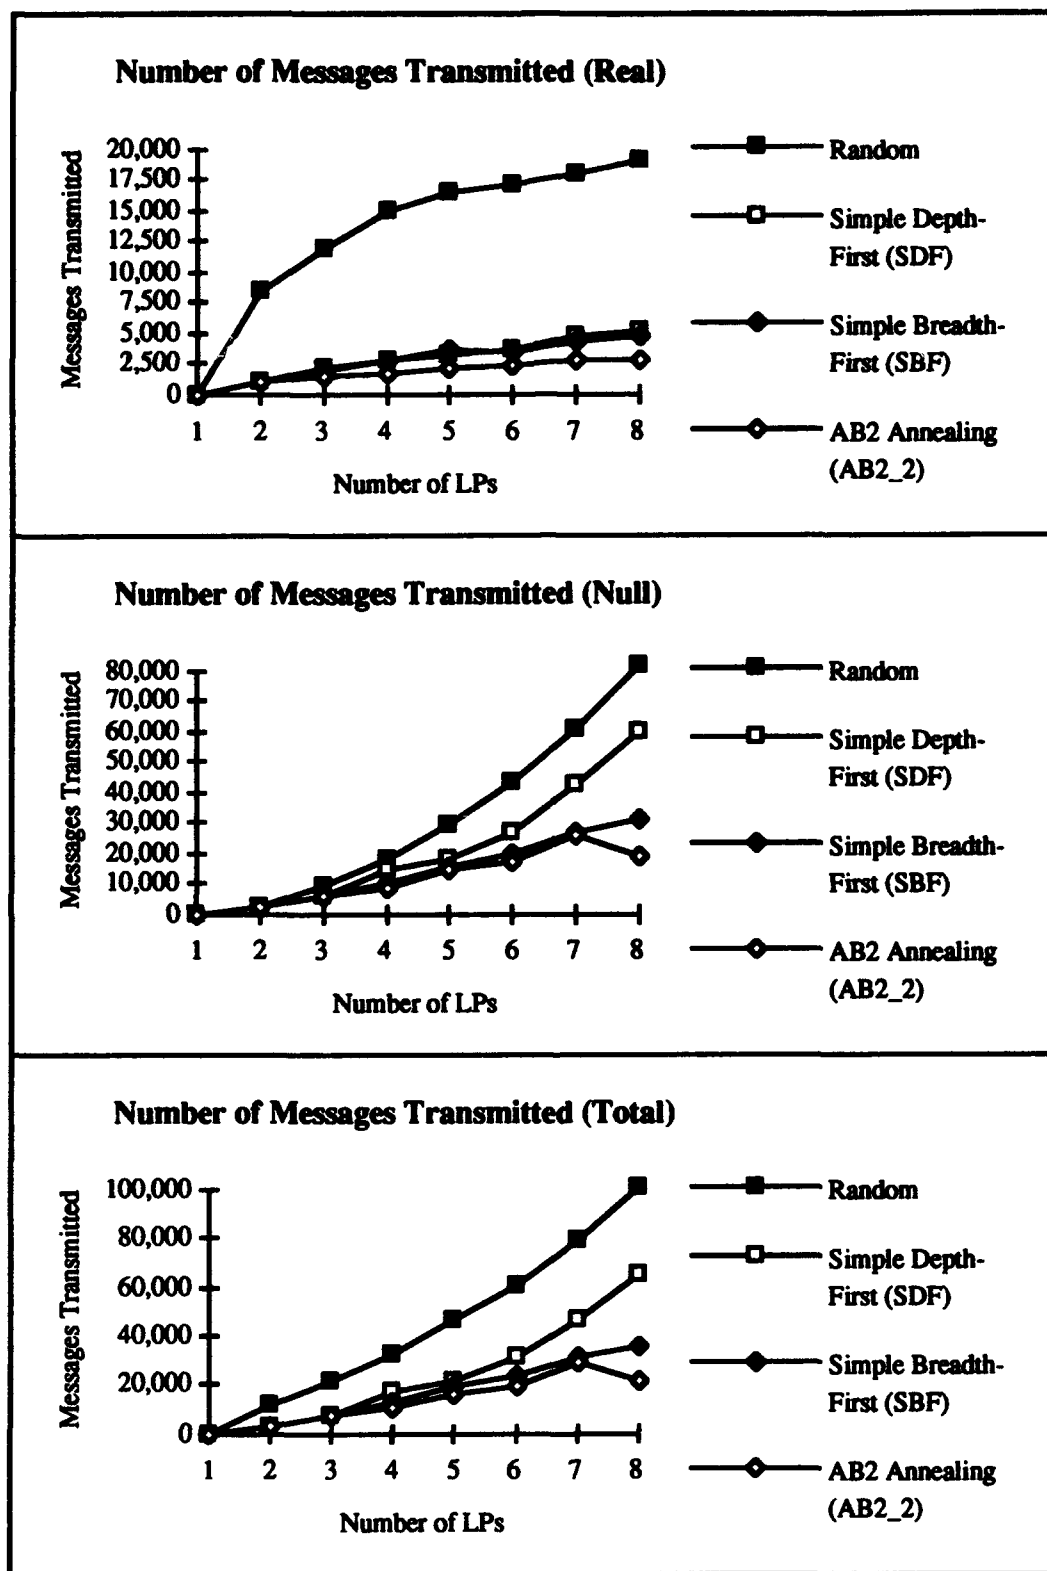 Number of Messages Transmitted (Real)
Messages Transmitted
20,000
17,500
15,000
12,500
10,000
7,500
5,000
2,500
0
1 2 3 4 5 6 7 8
Number of LPs
Random
Simple Depth-
First (SDF)
Simple Breadth-
First (SBF)
AB2 Annealing
(AB2_2)
Number of Messages Transmitted (Null)
Messages Transmitted
80,000
70,000
60,000
50,000
40,000
30,000
20,000
10,000
0
1 2 3 4 5 6 7 8
Number of LPs
Random
Simple Depth-
First (SDF)
Simple Breadth-
First (SBF)
AB2 Annealing
(AB2_2)
Number of Messages Transmitted (Total)
Messages Transmitted
100,000
80,000
60,000
40,000
20,000
0
1 2 3 4 5 6 7 8
Number of LPs
Random
Simple Depth-
First (SDF)
Simple Breadth-
First (SBF)
AB2 Annealing
(AB2_2)